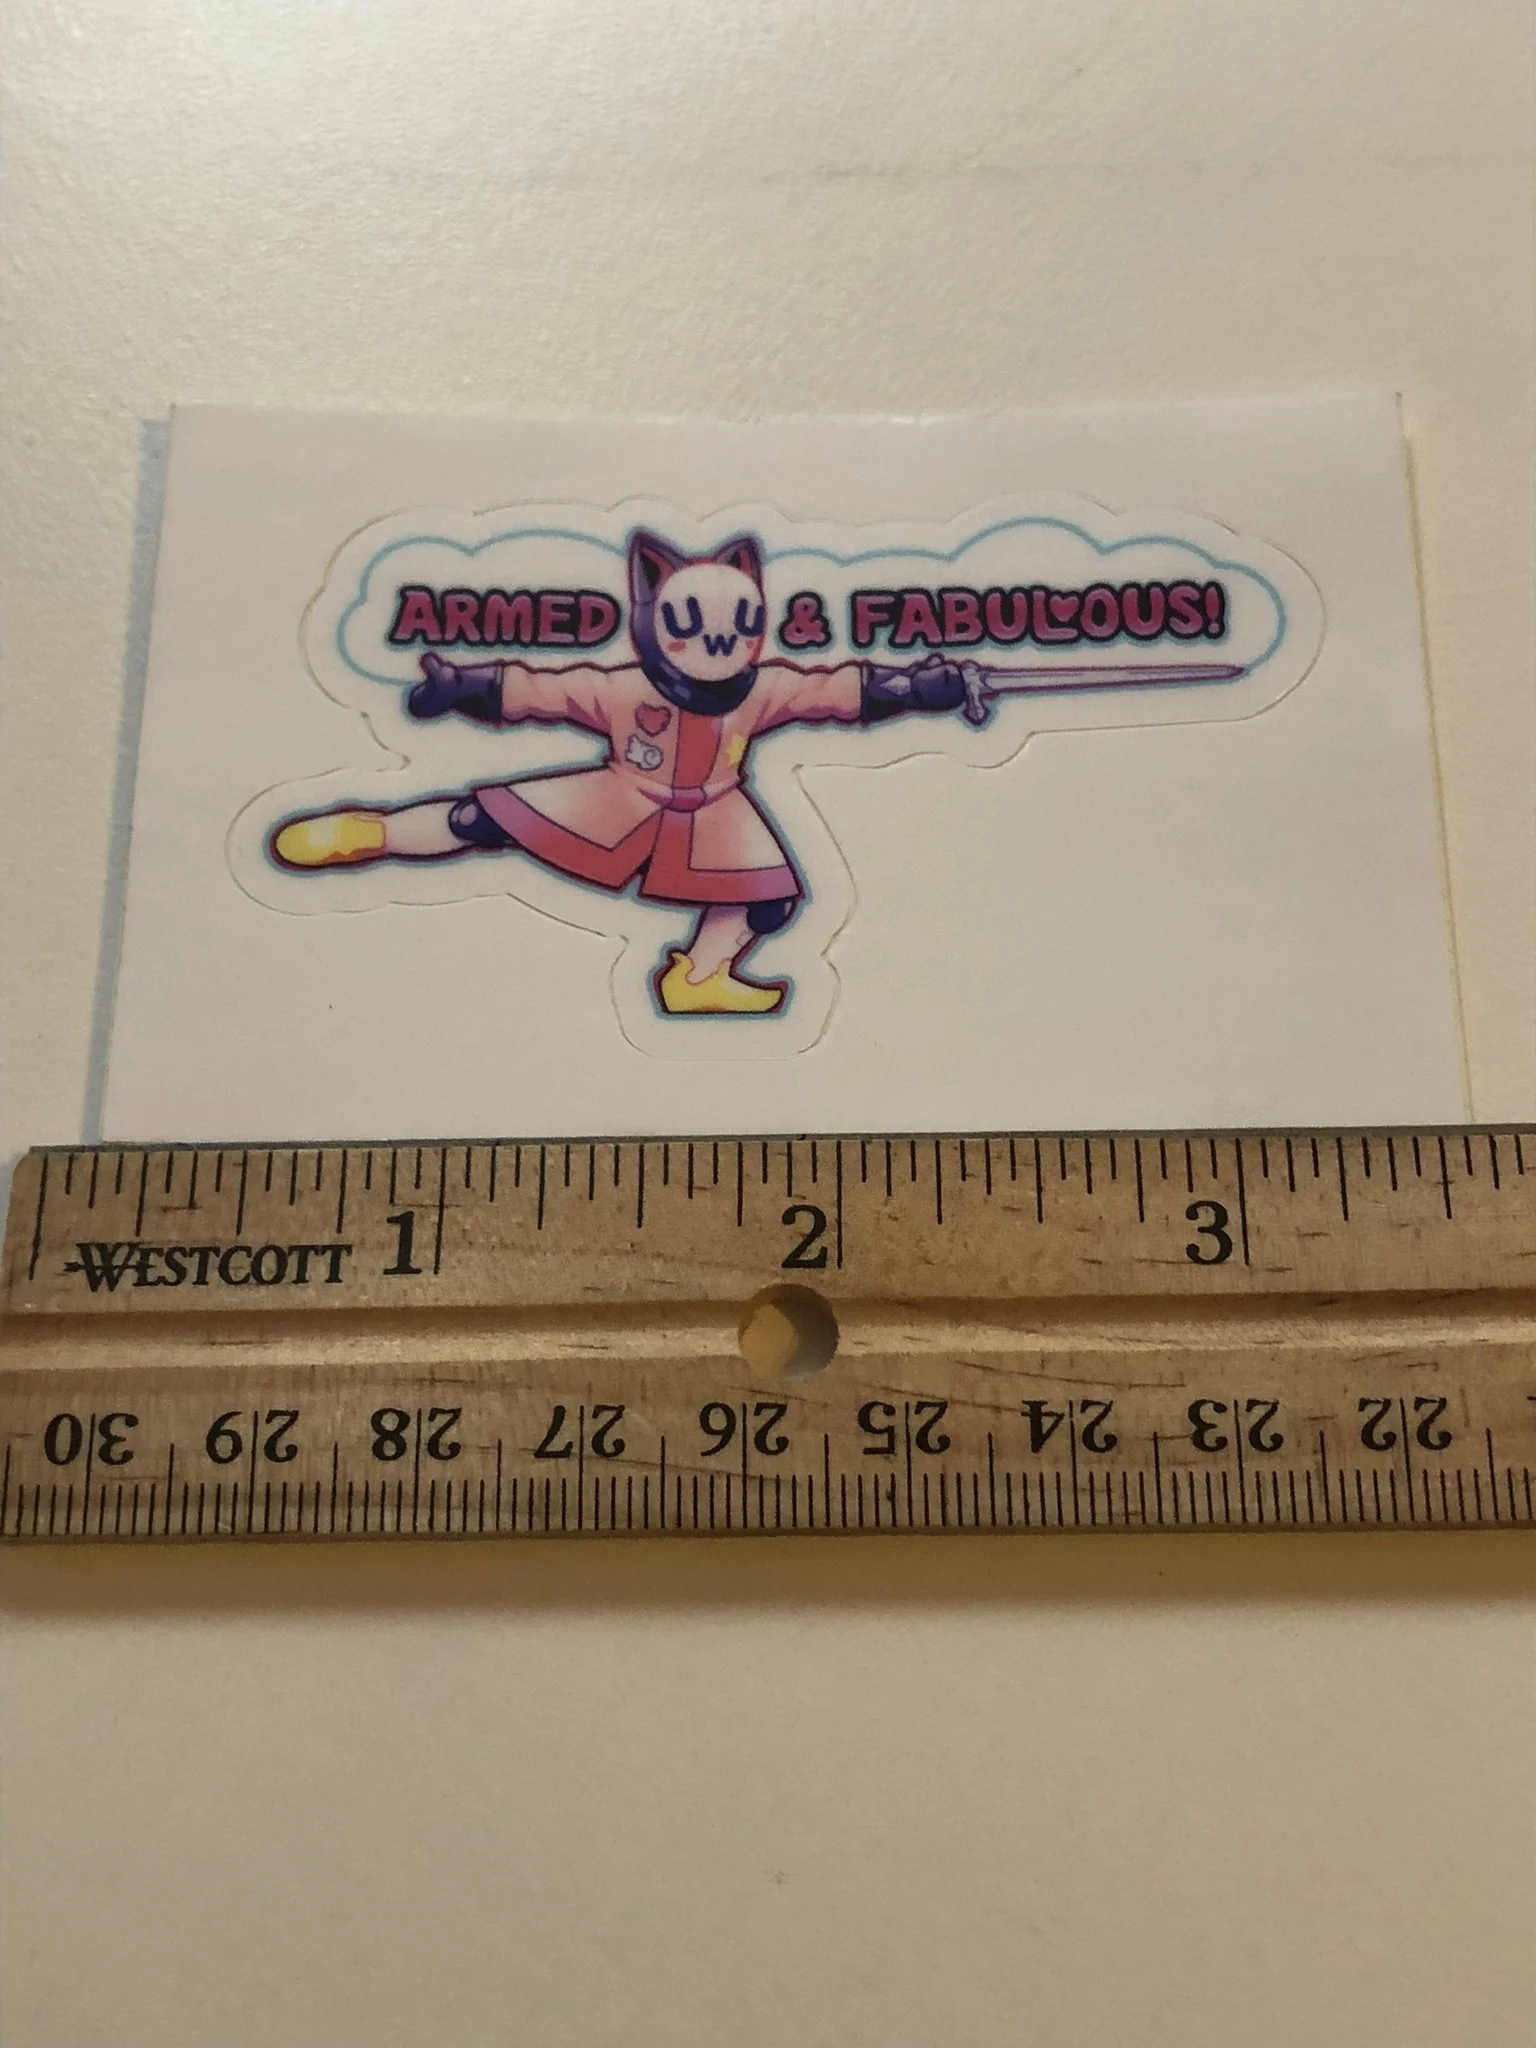 ARMED UwU & FABULOUS!
1 2 3
WESTCOTT
30 29 28 27 26 25 24 23 22